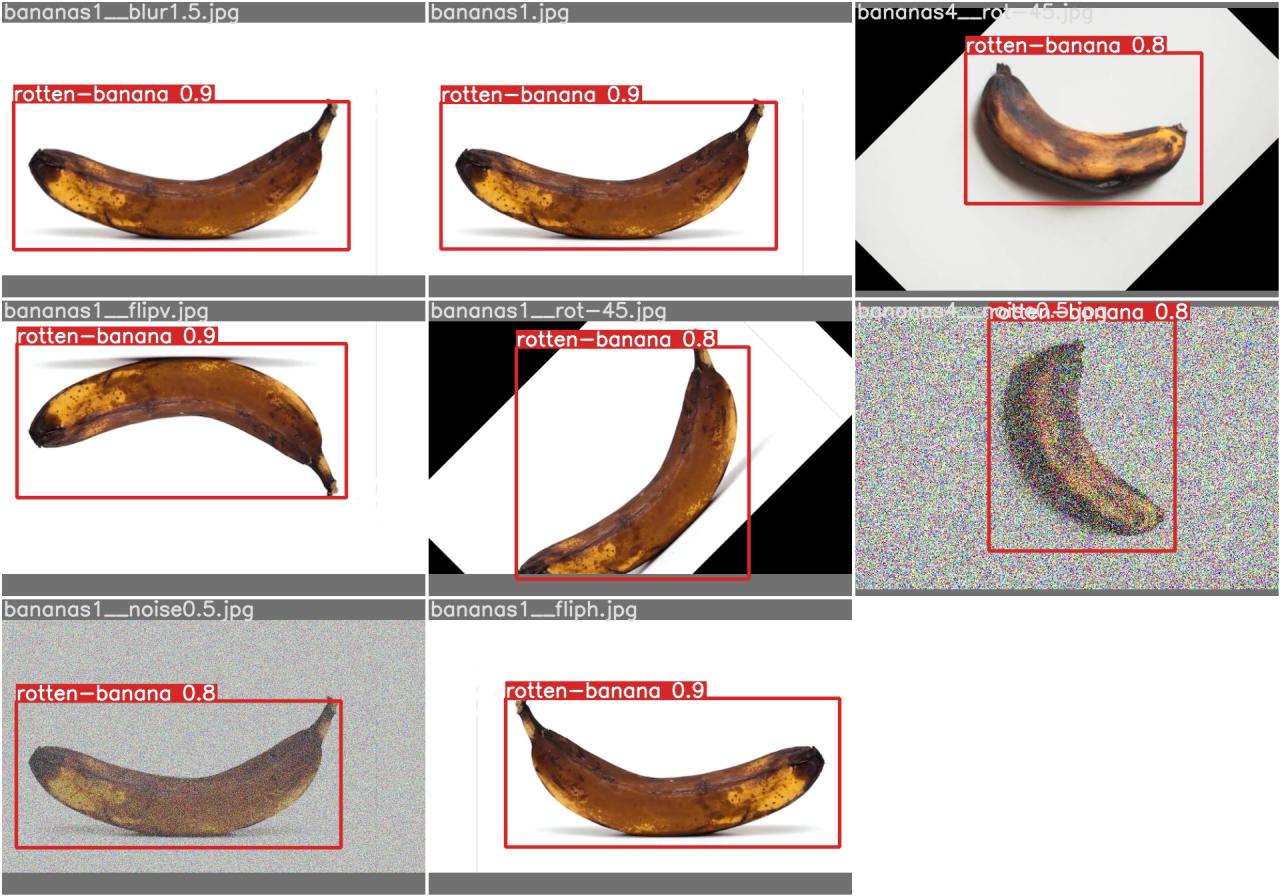 bananas1__blur1.5.jpg
rotten-banana 0.9
bananas1.jpg
rotten-banana 0.9
bananas4__rot-45.jpg
rotten-banana 0.8
bananas1__flipv.jpg
rotten-banana 0.9
bananas1__rot-45.jpg
rotten-banana 0.8
bananas4__noise0.5.jpg
rotten-banana 0.8
bananas1__noise0.5.jpg
rotten-banana 0.8
bananas1__fliph.jpg
rotten-banana 0.9